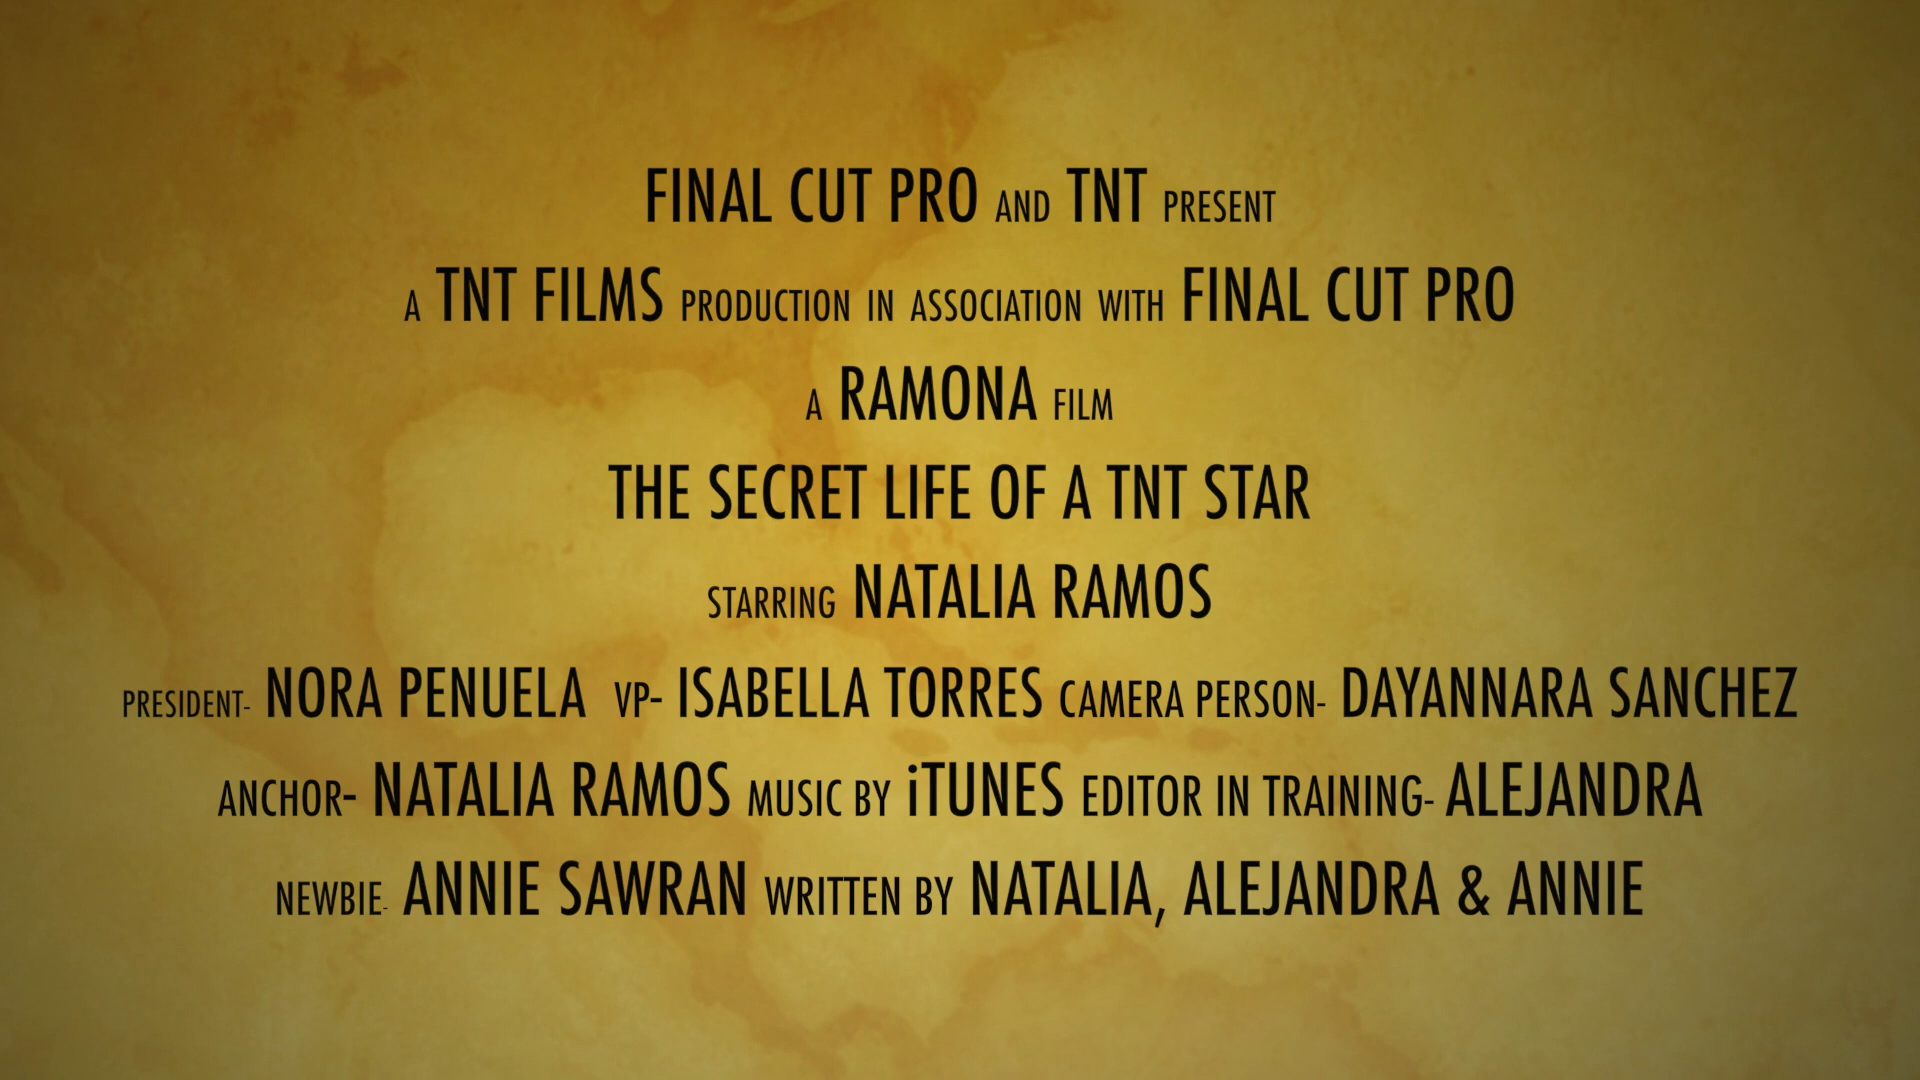 FINAL CUT PRO AND TNT PRESENT
A TNT FILMS PRODUCTION IN ASSOCIATION WITH FINAL CUT PRO
A RAMONA FILM
THE SECRET LIFE OF A TNT STAR
STARRING NATALIA RAMOS
PRESIDENT- NORA PENUELA VP- ISABELLA TORRES CAMERA PERSON- DAYANNARA SANCHEZ
ANCHOR- NATALIA RAMOS MUSIC BY iTUNES EDITOR IN TRAINING- ALEJANDRA
NEWBIE- ANNIE SAWRAN WRITTEN BY NATALIA, ALEJANDRA & ANNIE